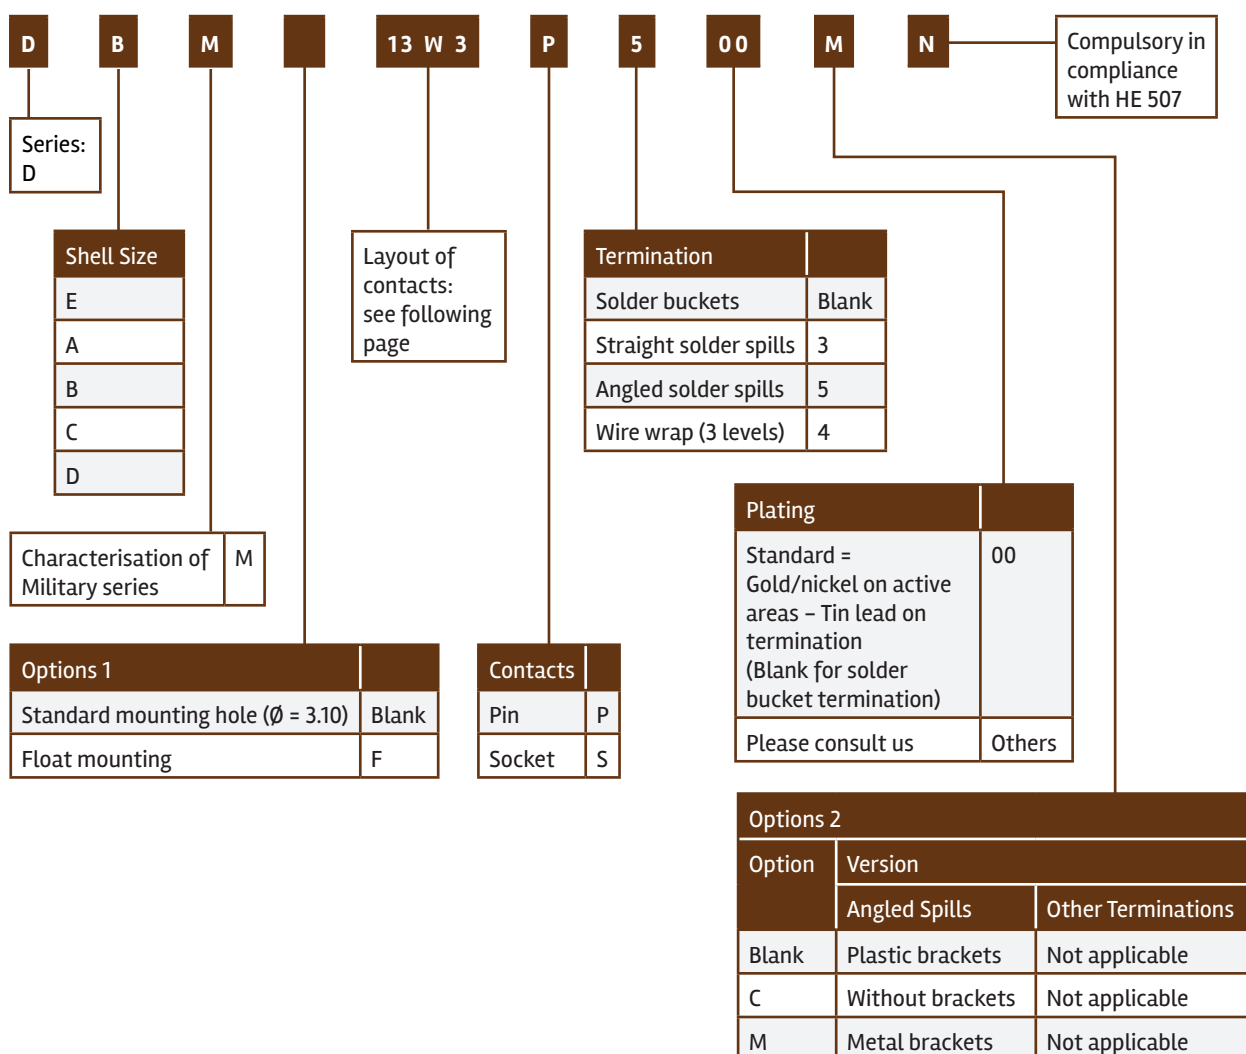 D B M 13 W 3 P 5 00 M N
Compulsory in
compliance
with HE 507
Series:
D
Shell Size
E
A
B
C
D
Layout of
contacts:
see following
page
Termination
Solder buckets Blank
Straight solder spills 3
Angled solder spills 5
Wire wrap (3 levels) 4
Characterisation of M
Military series
Plating
Standard = 00
Gold/nickel on active
areas – Tin lead on
termination
(Blank for solder
bucket termination)
Please consult us Others
Options 1
Standard mounting hole (Ø = 3.10) Blank
Float mounting F
Contacts
Pin P
Socket S
Options 2
Option Version
Angled Spills Other Terminations
Blank Plastic brackets Not applicable
C Without brackets Not applicable
M Metal brackets Not applicable